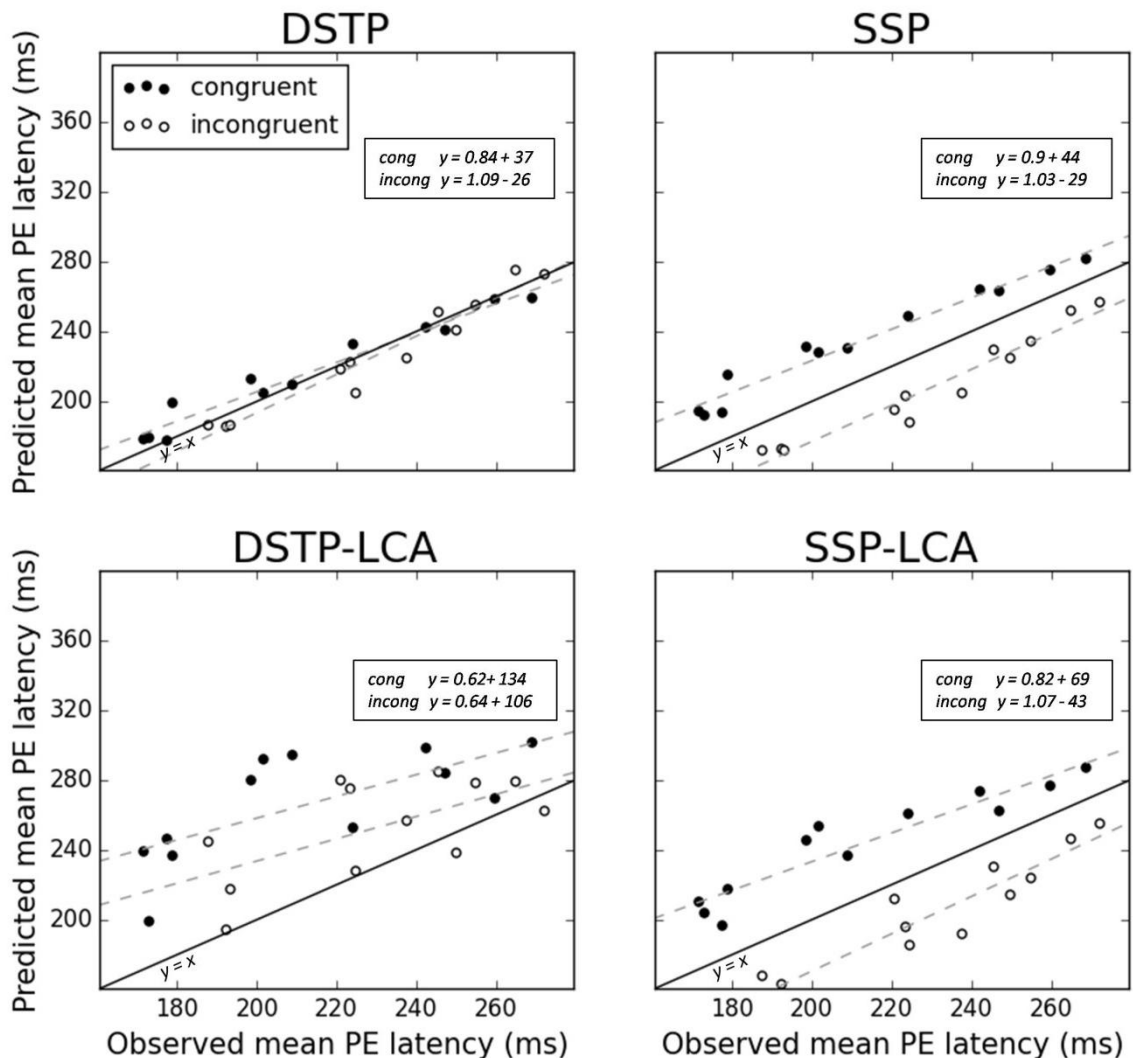 DSTP
SSP
congruent
incongruent
Predicted mean PE latency (ms)
360
320
280
240
200
cong y = 0.84 + 37
incong y = 1.09 - 26
y = x
cong y = 0.9 + 44
incong y = 1.03 - 29
y = x
DSTP-LCA
SSP-LCA
Predicted mean PE latency (ms)
360
320
280
240
200
cong y = 0.62+ 134
incong y = 0.64 + 106
y = x
cong y = 0.82 + 69
incong y = 1.07 - 43
y = x
180 200 220 240 260
180 200 220 240 260
Observed mean PE latency (ms)
Observed mean PE latency (ms)